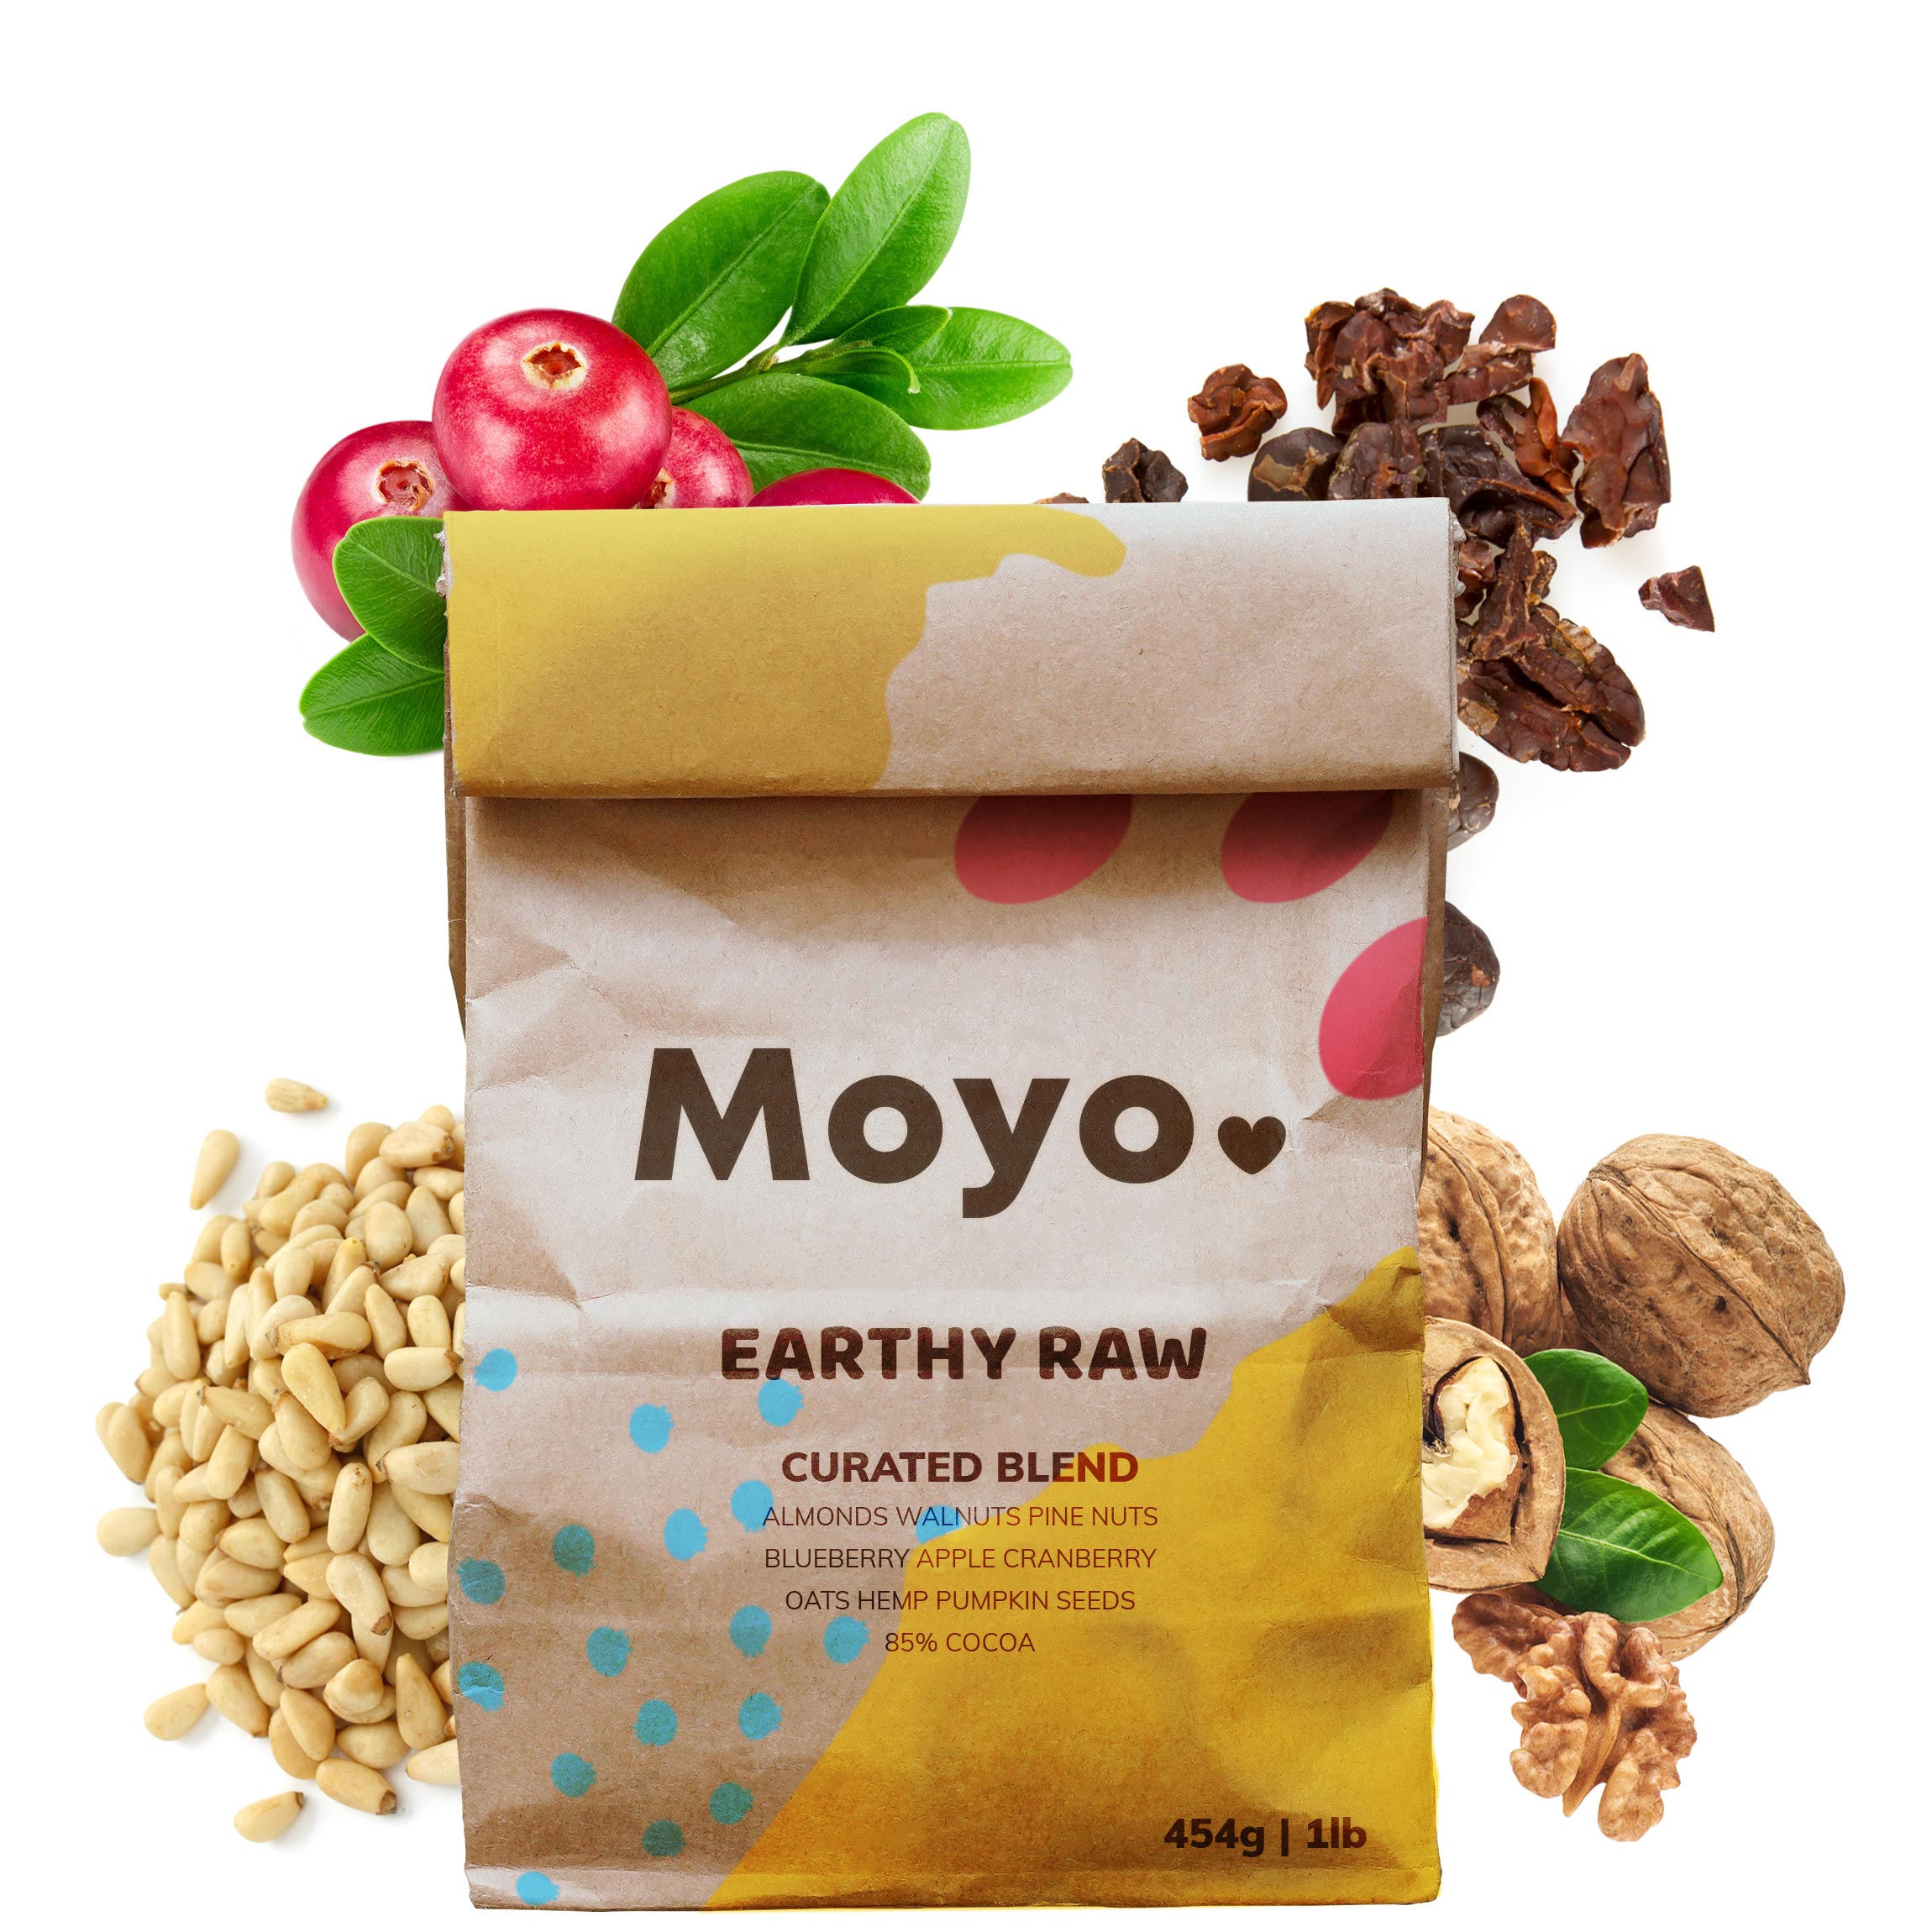 Moyo
EARTHY RAW
CURATED BLEND
ALMONDS WALNUTS PINE NUTS
BLUEBERRY APPLE CRANBERRY
OATS HEMP PUMPKIN SEEDS
85% COCOA
454g | 1lb